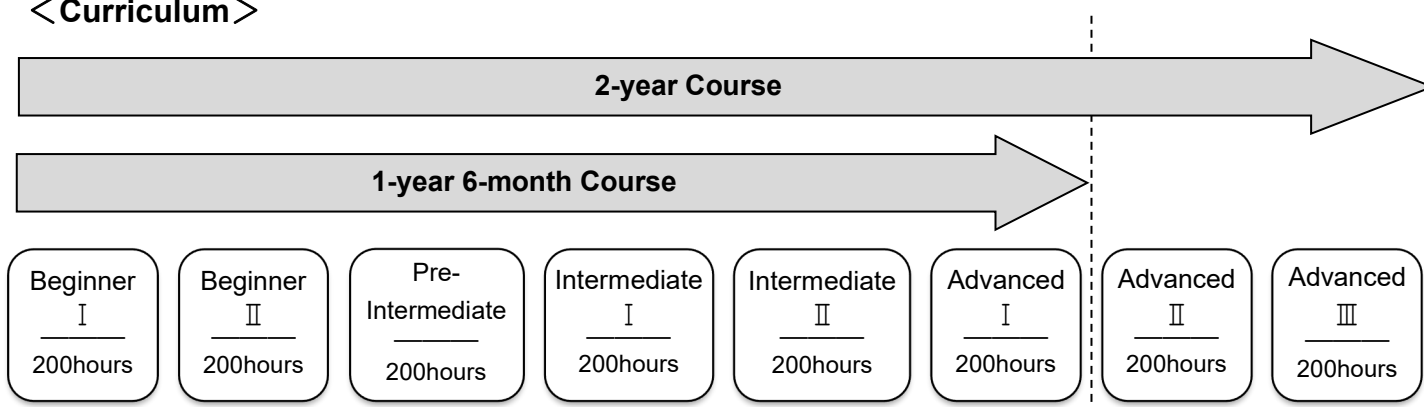 ＜Curriculum＞
2-year Course
1-year 6-month Course
Beginner
Ⅰ
200hours
Beginner
Ⅱ
200hours
Pre-
Intermediate
200hours
Intermediate
Ⅰ
200hours
Intermediate
Ⅱ
200hours
Advanced
Ⅰ
200hours
Advanced
Ⅱ
200hours
Advanced
Ⅲ
200hours